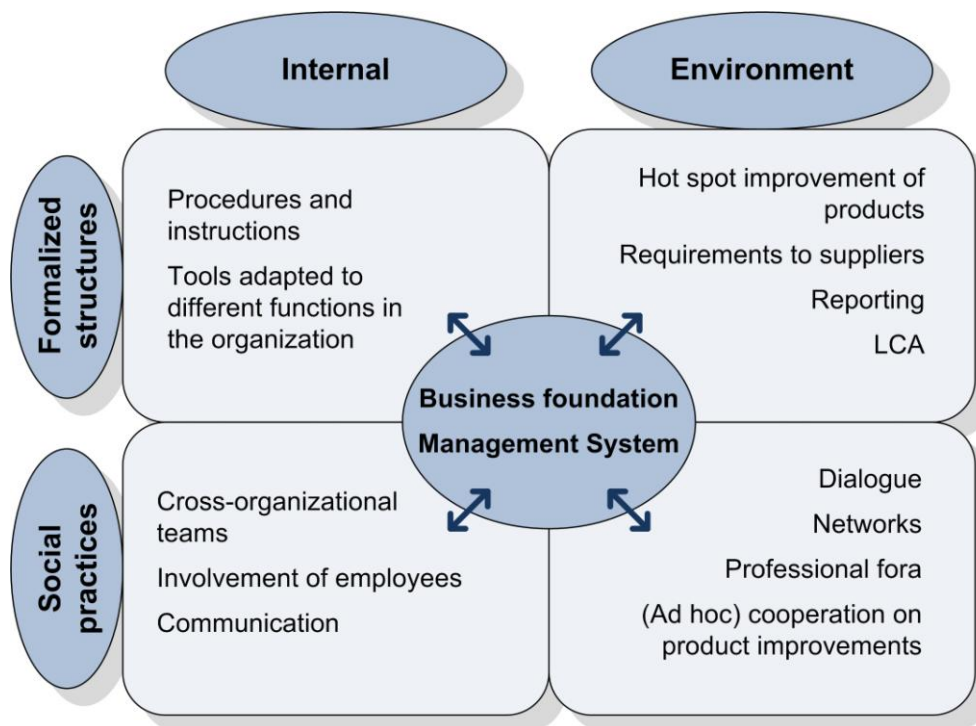 Internal
Environment
Formalized
structures
Procedures and
instructions
Tools adapted to
different functions in
the organization
Hot spot improvement of
products
Requirements to suppliers
Reporting
LCA
Business foundation
Management System
Social
practices
Cross-organizational
teams
Involvement of employees
Communication
Dialogue
Networks
Professional fora
(Ad hoc) cooperation on
product improvements